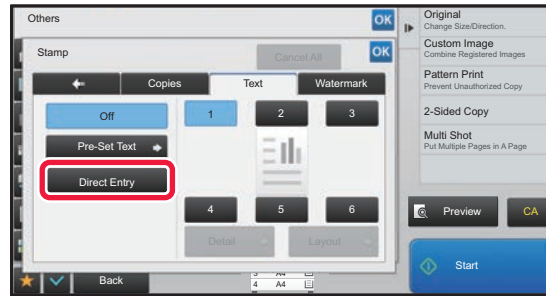 Others
OK
Stamp
Cancel All
OK
Copies
Text
Watermark
Off
1
2
3
Pre-Set Text
Direct Entry
4
5
6
Detail
Layout
Back
3 A4
4 A4
Original
Change Size/Direction.
Custom Image
Combine Registered Images
Pattern Print
Prevent Unauthorized Copy
2-Sided Copy
Multi Shot
Put Multiple Pages in A Page
Preview
CA
Start